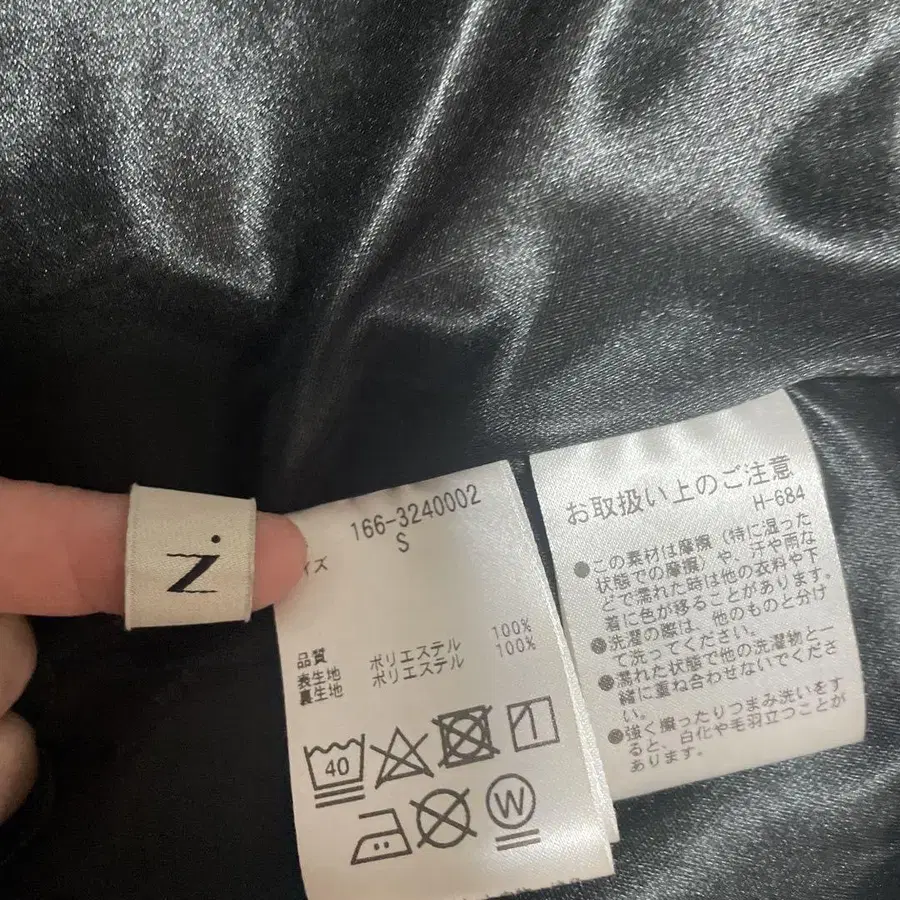 166-3240002
イズ S
品質
表生地 ポリエステル 100%
裏生地 ポリエステル 100%
40
W
お取扱い上のご注意
H-684
●この素材は摩擦（特に湿った
状態での摩擦）や、汗や雨な
どで濡れた時は他の衣料や下
着に色が移ることがあります。
●洗濯の際は、他のものと分け
て洗ってください。
●濡れた状態で他の洗濯物と一
緒に重ね合わせないでくださ
い。
●強く擦ったりつまみ洗いをす
ると、白化や毛羽立つことが
あります。